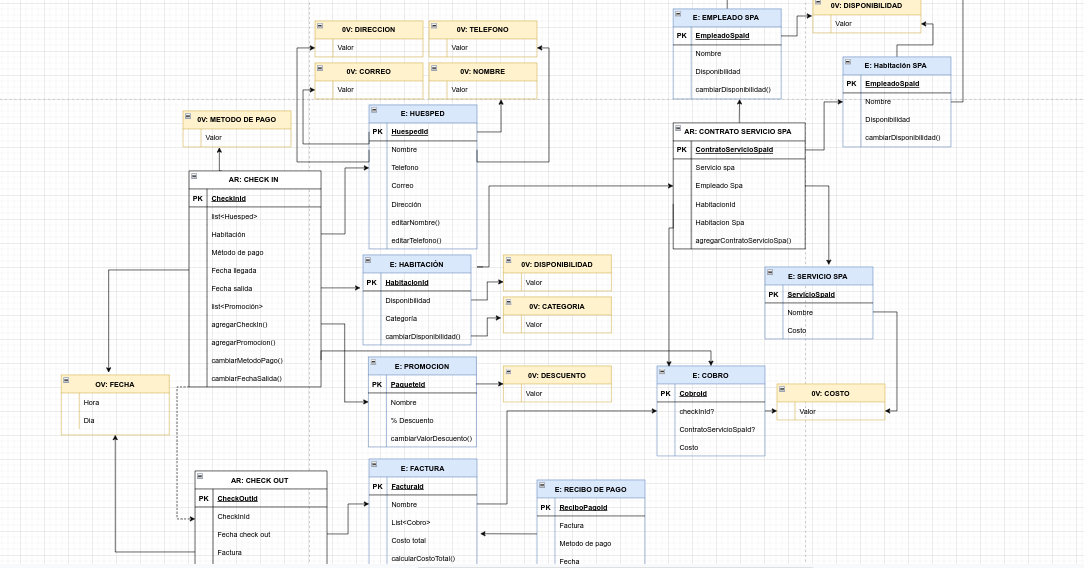 0V: DISPONIBILIDAD
Valor
E: EMPLEADO SPA
PK EmpleadoSpaId
Nombre
Disponibilidad
cambiarDisponibilidad()
0V: DIRECCION
Valor
0V: TELEFONO
Valor
0V: CORREO
Valor
0V: NOMBRE
Valor
E: Habitación SPA
PK EmpleadoSpaId
Nombre
Disponibilidad
cambiarDisponibilidad()
0V: METODO DE PAGO
Valor
E: HUESPED
PK HuespedId
Nombre
Telefono
Correo
Dirección
editarNombre()
editarTelefono()
AR: CONTRATO SERVICIO SPA
PK ContratoServicioSpaId
Servicio spa
Empleado Spa
HabitacionId
Habitacion Spa
agregarContratoServicioSpa()
AR: CHECK IN
PK CheckInId
list<Huesped>
Habitación
Método de pago
Fecha llegada
Fecha salida
list<Promoción>
agregarCheckIn()
agregarPromocion()
cambiarMetodoPago()
cambiarFechaSalida()
E: HABITACIÓN
PK HabitacionId
Disponibilidad
Categoría
cambiarDisponibilidad()
0V: DISPONIBILIDAD
Valor
0V: CATEGORIA
Valor
E: SERVICIO SPA
PK ServicioSpaId
Nombre
Costo
E: PROMOCION
PK PaqueteId
Nombre
% Descuento
cambiarValorDescuento()
0V: DESCUENTO
Valor
E: COBRO
PK CobroId
checkInId?
ContratoServicioSpaId?
Costo
0V: COSTO
Valor
OV: FECHA
Hora
Dia
AR: CHECK OUT
PK CheckOutId
CheckInId
Fecha check out
Factura
E: FACTURA
PK FacturaId
Nombre
List<Cobro>
Costo total
calcularCostoTotal()
E: RECIBO DE PAGO
PK ReciboPagoId
Factura
Metodo de pago
Fecha